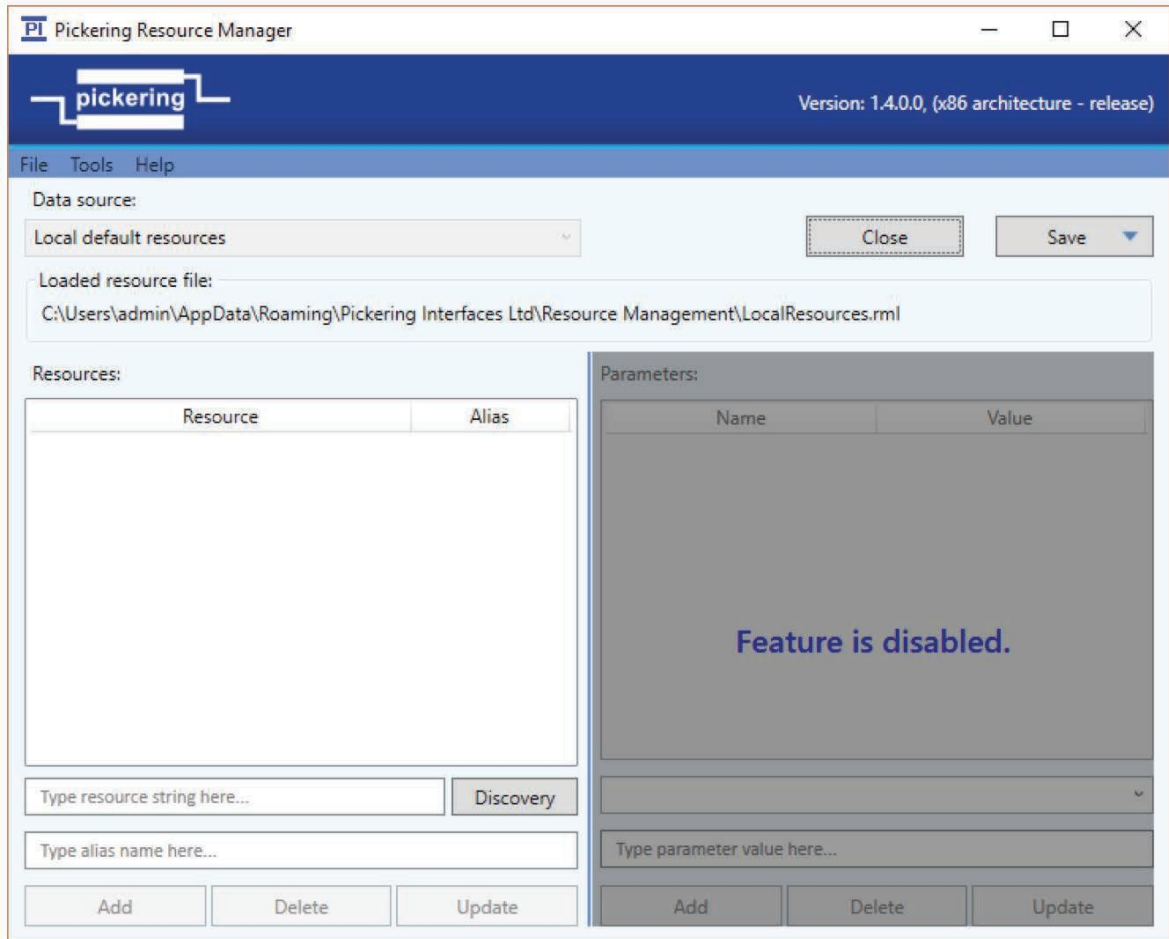 PI Pickering Resource Manager
pickering
Version: 1.4.0.0, (x86 architecture - release)
File Tools Help
Data source:
Local default resources
Close
Save
Loaded resource file:
C:\Users\admin\AppData\Roaming\Pickering Interfaces Ltd\Resource Management\LocalResources.rml
Resources:
Resource Alias
Type resource string here...
Discovery
Type alias name here...
Add Delete Update
Parameters:
Name Value
Feature is disabled.
Type parameter value here...
Add Delete Update